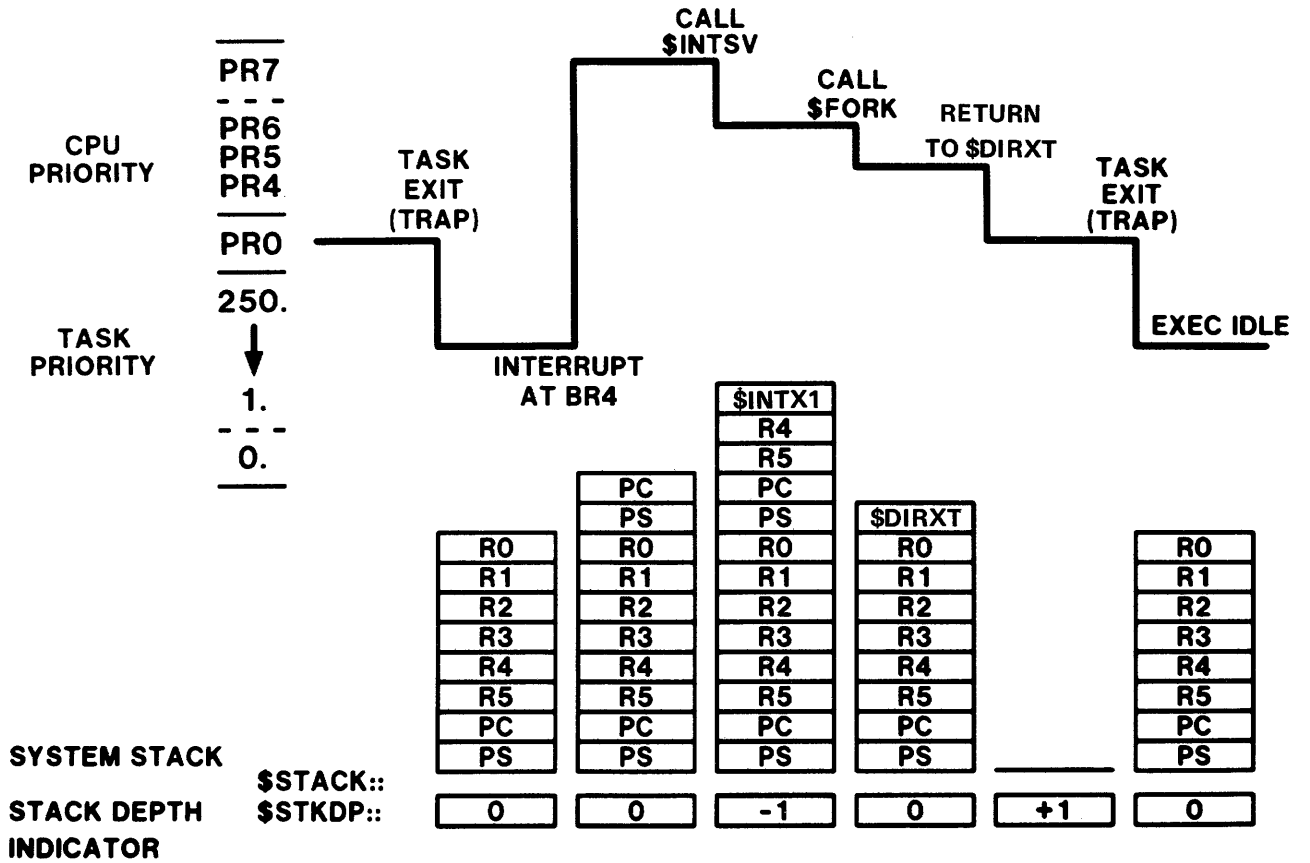 CALL
$INTSV
PR7
CALL
$FORK
PR6
PR5
PR4
CPU
PRIORITY
RETURN
TO $DIRXT
TASK
EXIT
(TRAP)
TASK
EXIT
(TRAP)
PR0
250.
TASK
PRIORITY
EXEC IDLE
INTERRUPT
AT BR4
1.
0.
R0
R1
R2
R3
R4
R5
PC
PS
PC
PS
R0
R1
R2
R3
R4
R5
PC
PS
$INTX1
R4
R5
PC
PS
R0
R1
R2
R3
R4
R5
PC
PS
$DIRXT
R0
R1
R2
R3
R4
R5
PC
PS
R0
R1
R2
R3
R4
R5
PC
PS
SYSTEM STACK
$STACK::
STACK DEPTH $STKDP:: 0 0 -1 0 +1 0
INDICATOR